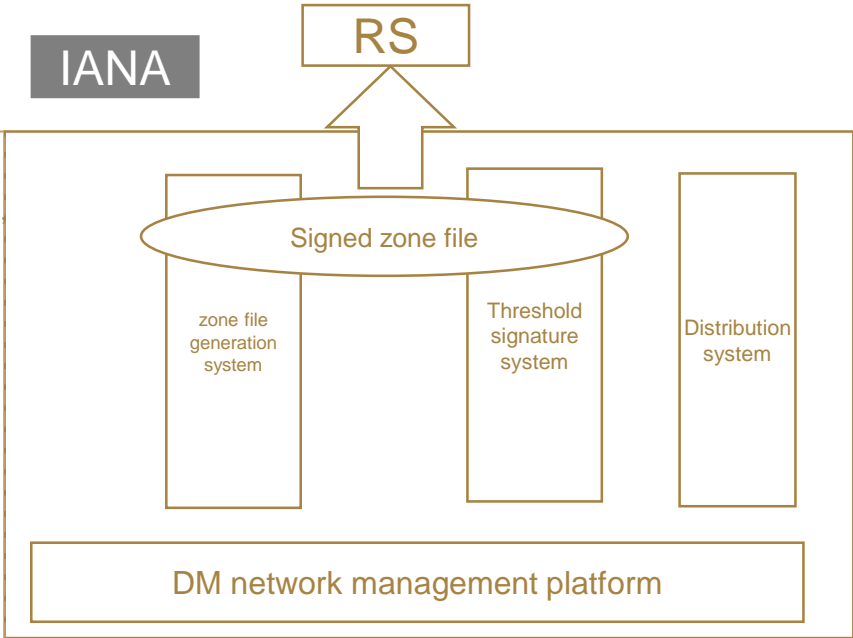 RS
IANA
Signed zone file
zone file
generation
system
Threshold
signature
system
Distribution
system
DM network management platform